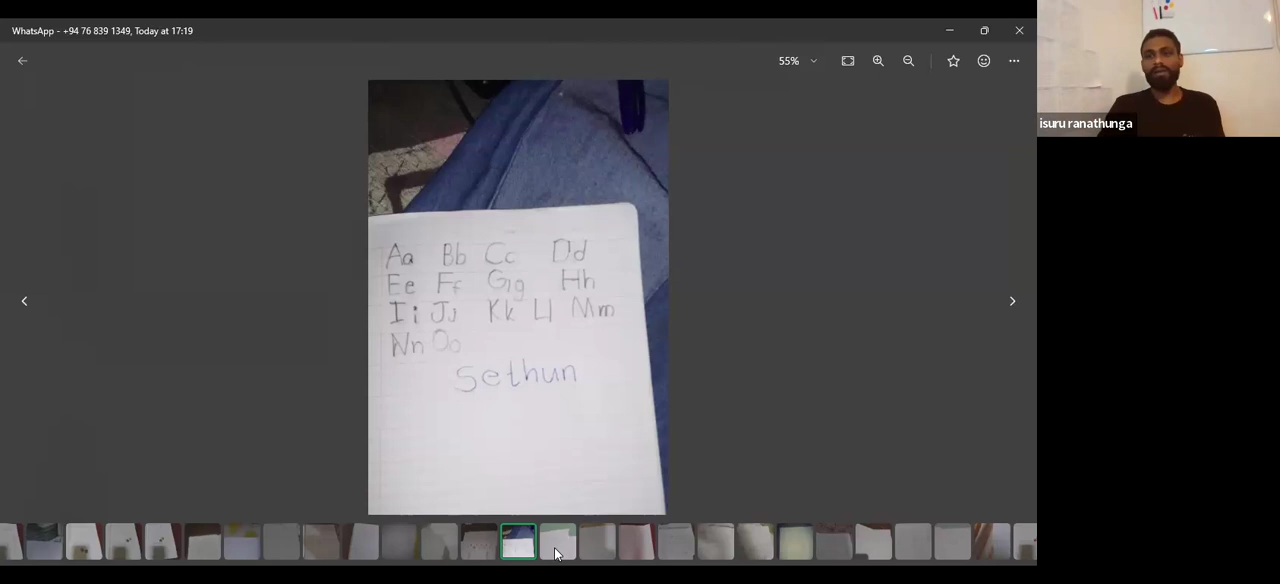 WhatsApp - +94 76 839 1349, Today at 17:19
55%
isuru ranathunga
Aa Bb Cc Dd
Ee Ff Gg Hh
Ii Jj Kk Ll Mm
Nn Oo
Sethun